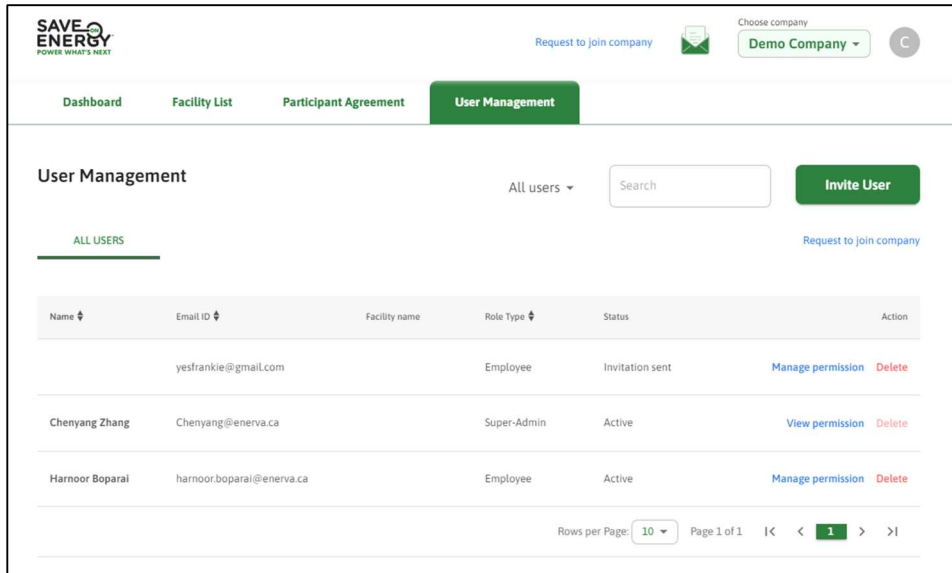 SAVE ON
ENERGY
POWER WHAT'S NEXT
Request to join company
Choose company
Demo Company
C
Dashboard Facility List Participant Agreement User Management
User Management
All users
Search
Invite User
ALL USERS
Request to join company
Name Email ID Facility name Role Type Status Action
yesfrankie@gmail.com Employee Invitation sent Manage permission Delete
Chenyang Zhang Chenyang@enerva.ca Super-Admin Active View permission Delete
Harnoor Boparai harnoor.boparai@enerva.ca Employee Active Manage permission Delete
Rows per Page: 10 Page 1 of 1 1